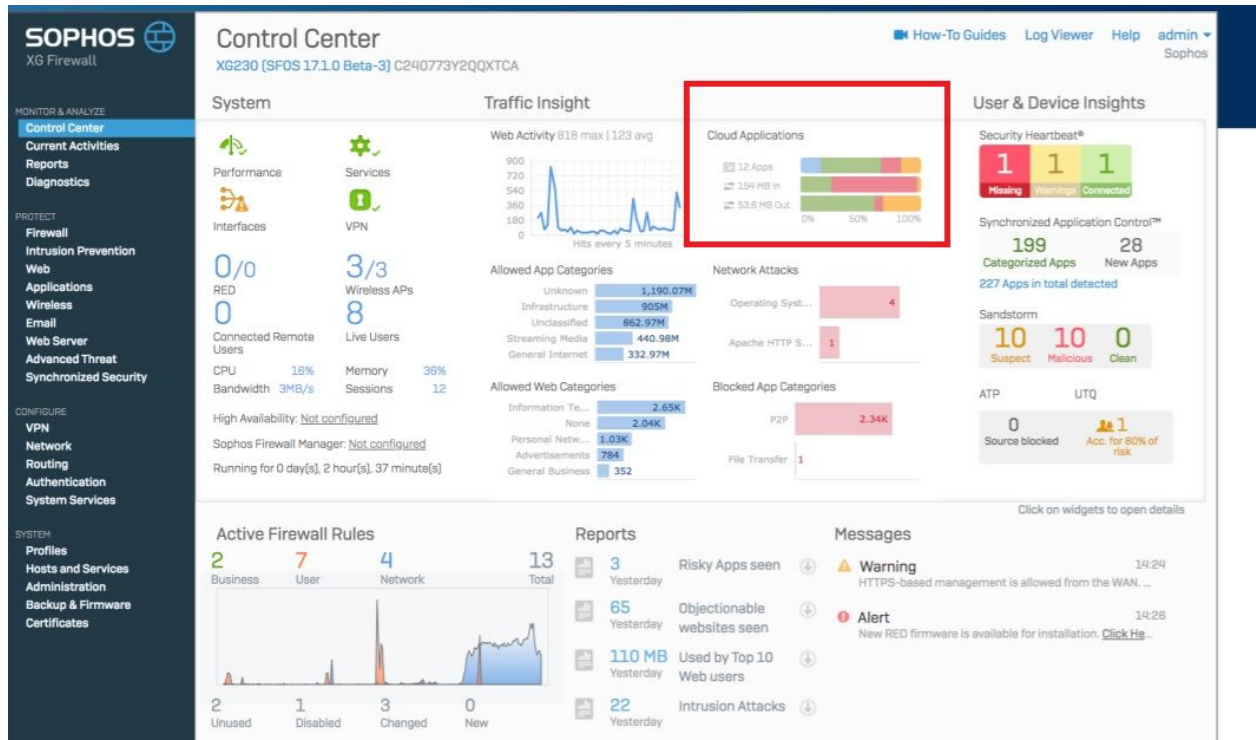 SOPHOS
XG Firewall
MONITOR & ANALYZE
Control Center
Current Activities
Reports
Diagnostics
PROTECT
Firewall
Intrusion Prevention
Web
Applications
Wireless
Email
Web Server
Advanced Threat
Synchronized Security
CONFIGURE
VPN
Network
Routing
Authentication
System Services
SYSTEM
Profiles
Hosts and Services
Administration
Backup & Firmware
Certificates
Control Center
XG230 (SFOS 17.1.0 Beta-3) C240773Y2QQXTCA
How-To Guides Log Viewer Help admin
Sophos
System
Performance Services
Interfaces VPN
0/0 3/3
RED Wireless APs
0 8
Connected Remote Users Live Users
CPU 16% Memory 36%
Bandwidth 3MB/s Sessions 12
High Availability: Not configured
Sophos Firewall Manager: Not configured
Running for 0 day(s), 2 hour(s), 37 minute(s)
Traffic Insight
Web Activity 818 max | 123 avg
900
720
540
360
180
0
Hits every 5 minutes
Cloud Applications
12 Apps
154 MB In
53.6 MB Out
0% 50% 100%
Allowed App Categories
Unknown 1,190.07M
Infrastructure 905M
Unclassified 862.97M
Streaming Media 440.98M
General Internet 332.97M
Network Attacks
Operating Syst... 4
Apache HTTP S... 1
Allowed Web Categories
Information Te... 2.65K
None 2.04K
Personal Netw... 1.03K
Advertisements 784
General Business 352
Blocked App Categories
P2P 2.34K
File Transfer 1
User & Device Insights
Security Heartbeat®
1 1 1
Missing Warnings Connected
Synchronized Application Control™
199 28
Categorized Apps New Apps
227 Apps in total detected
Sandstorm
10 10 0
Suspect Malicious Clean
ATP UTQ
0 1
Source blocked Acc. for 80% of
risk
Click on widgets to open details
Active Firewall Rules
2 7 4 13
Business User Network Total
2 1 3 0
Unused Disabled Changed New
Reports
3 Risky Apps seen
Yesterday
65 Objectionable
Yesterday websites seen
110 MB Used by Top 10
Yesterday Web users
22 Intrusion Attacks
Yesterday
Messages
Warning 14:24
HTTPS-based management is allowed from the WAN. ...
Alert 14:26
New RED firmware is available for installation. Click He...